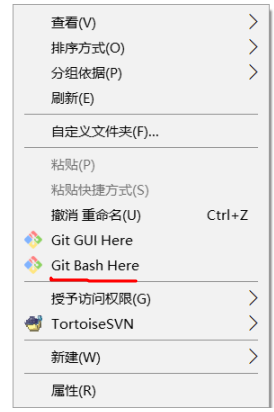 查看(V)
排序方式(O)
分组依据(P)
刷新(E)
自定义文件夹(F)...
粘贴(P)
粘贴快捷方式(S)
撤消 重命名(U) Ctrl+Z
Git GUI Here
Git Bash Here
授予访问权限(G)
TortoiseSVN
新建(W)
属性(R)